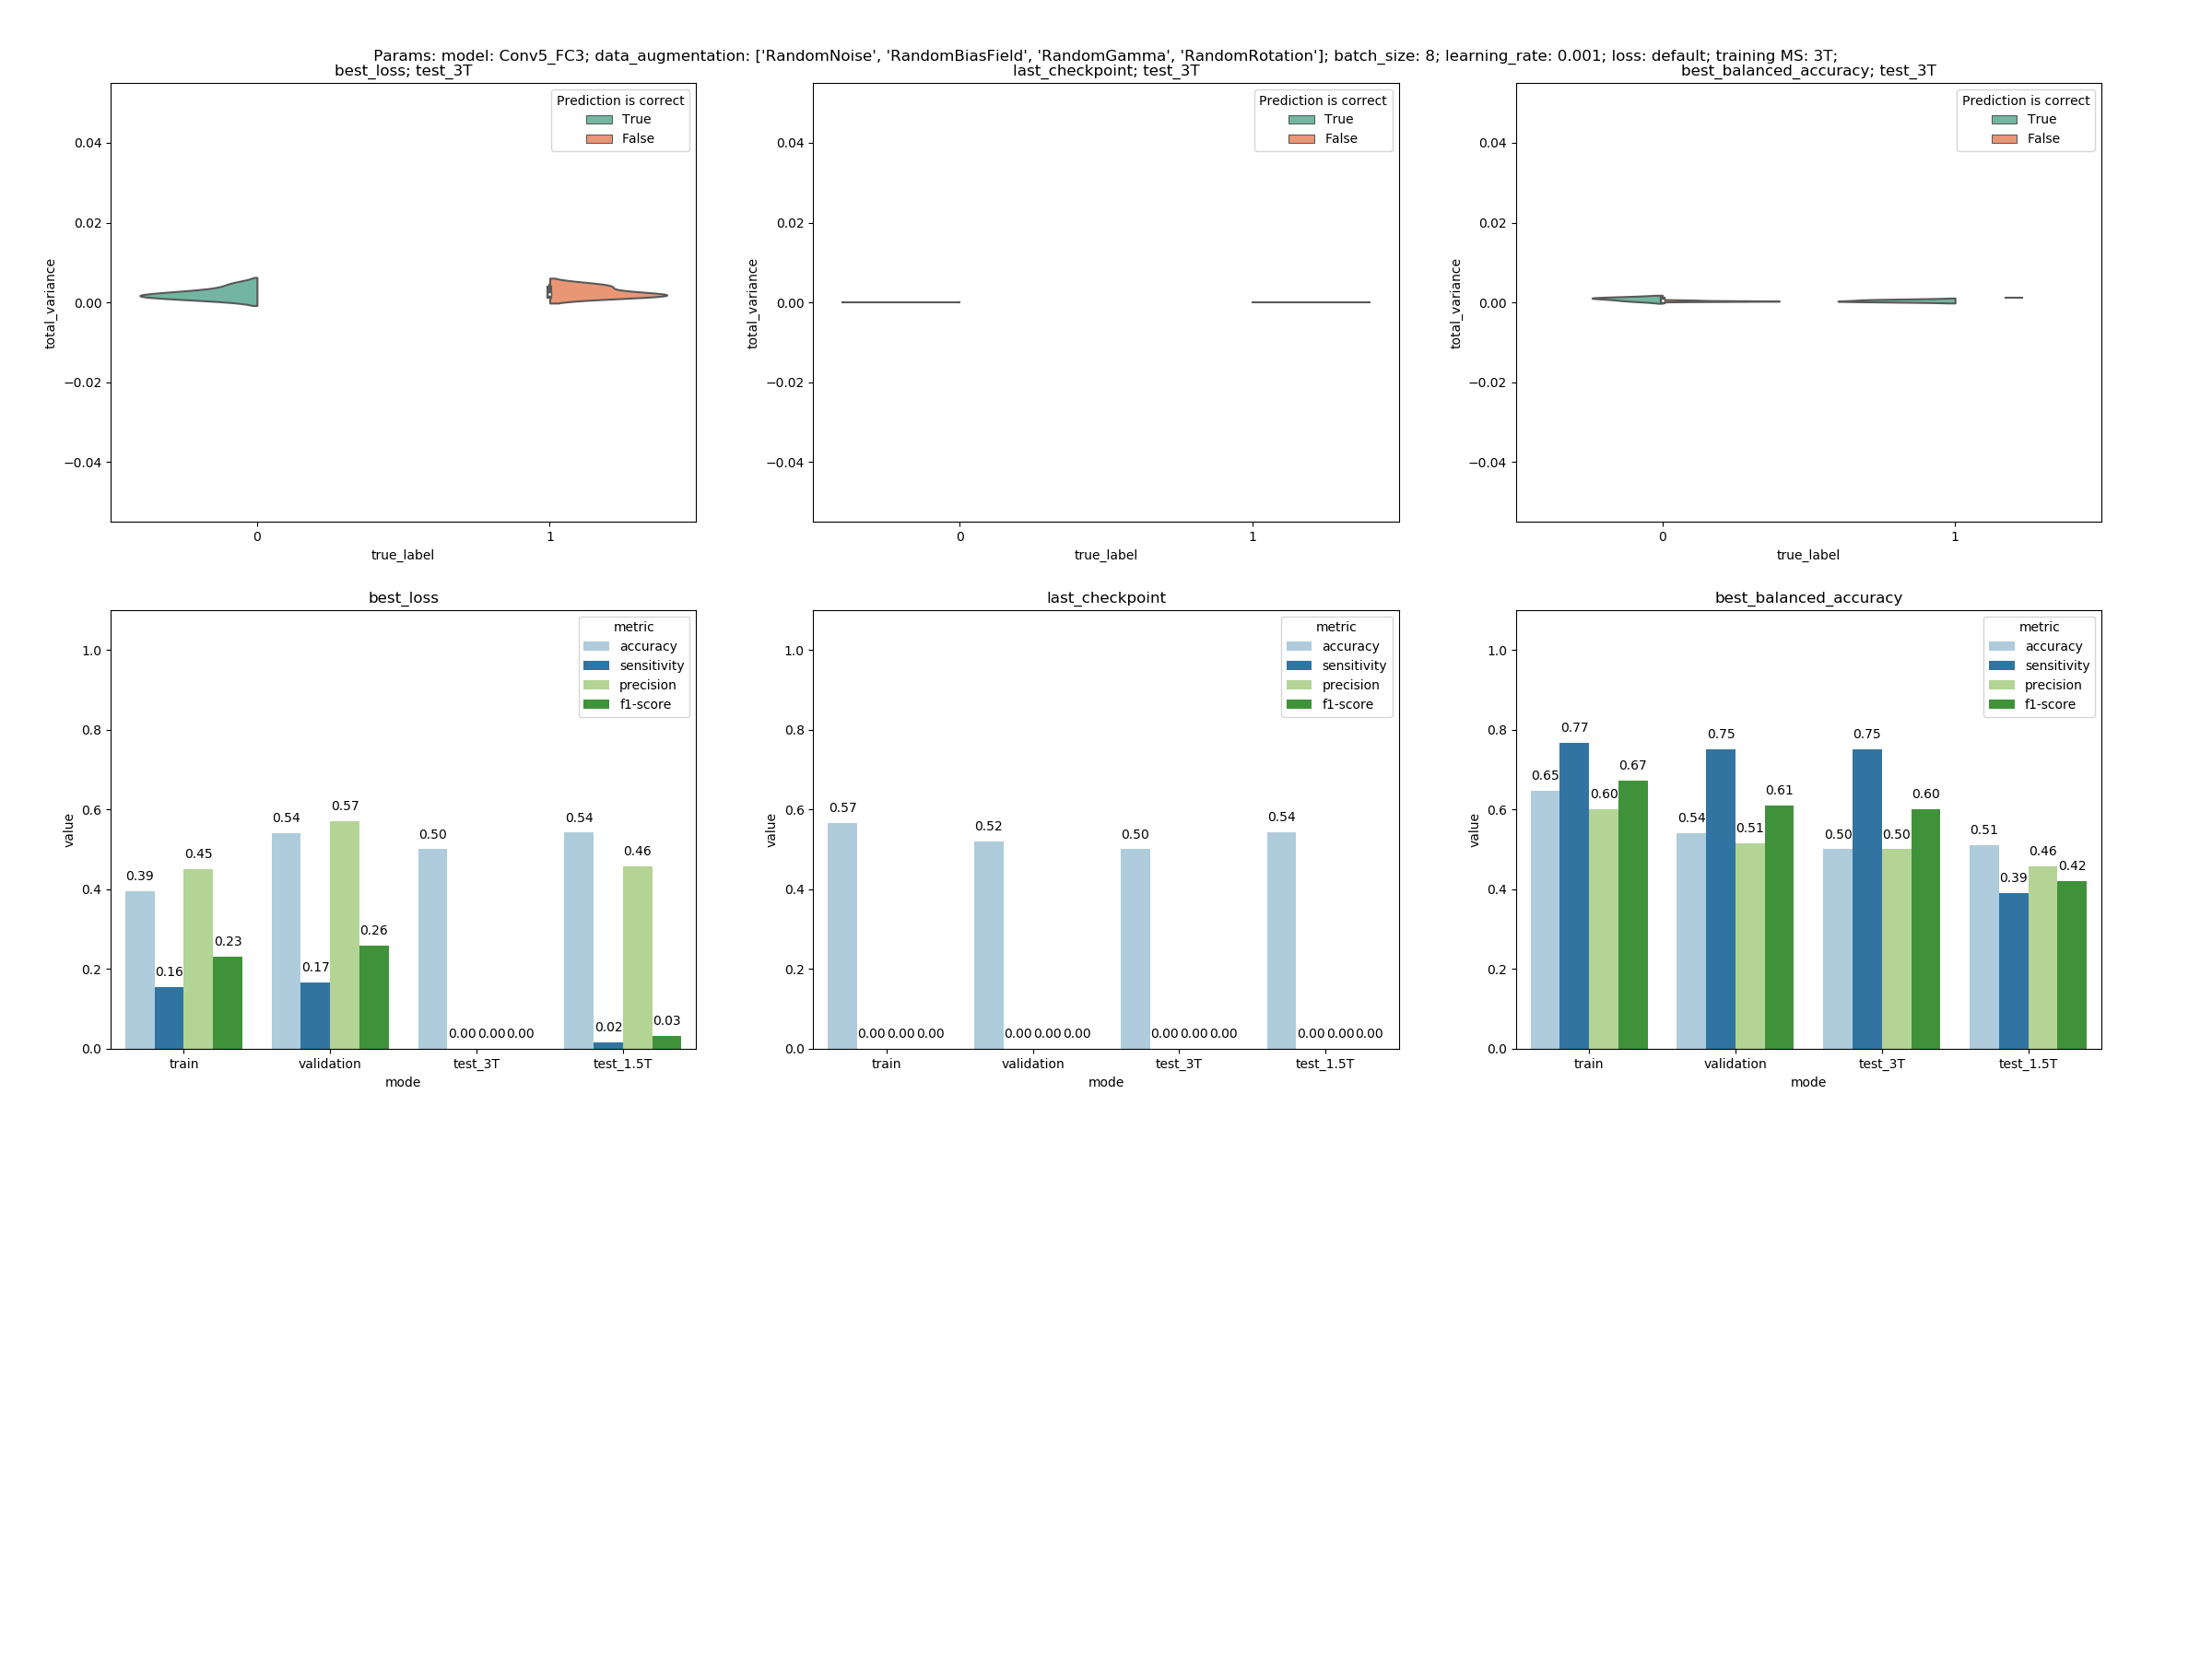 Params: model: Conv5_FC3; data_augmentation: ['RandomNoise', 'RandomBiasField', 'RandomGamma', 'RandomRotation']; batch_size: 8; learning_rate: 0.001; loss: default; training MS: 3T;
best_loss; test_3T
Prediction is correct
True
False
0.04
0.02
0.00
−0.02
−0.04
total_variance
0
1
true_label
last_checkpoint; test_3T
Prediction is correct
True
False
0.04
0.02
0.00
−0.02
−0.04
total_variance
0
1
true_label
best_balanced_accuracy; test_3T
Prediction is correct
True
False
0.04
0.02
0.00
−0.02
−0.04
total_variance
0
1
true_label
best_loss
metric
accuracy
sensitivity
precision
f1-score
1.0
0.8
0.6
0.4
0.2
0.0
value
0.39
0.16
0.45
0.23
0.54
0.17
0.57
0.26
0.50
0.00
0.00
0.00
0.54
0.02
0.46
0.03
train
validation
test_3T
test_1.5T
mode
last_checkpoint
metric
accuracy
sensitivity
precision
f1-score
1.0
0.8
0.6
0.4
0.2
0.0
value
0.57
0.00
0.00
0.00
0.52
0.00
0.00
0.00
0.50
0.00
0.00
0.00
0.54
0.00
0.00
0.00
train
validation
test_3T
test_1.5T
mode
best_balanced_accuracy
metric
accuracy
sensitivity
precision
f1-score
1.0
0.8
0.6
0.4
0.2
0.0
value
0.65
0.77
0.60
0.67
0.54
0.75
0.51
0.61
0.50
0.75
0.50
0.60
0.51
0.39
0.46
0.42
train
validation
test_3T
test_1.5T
mode